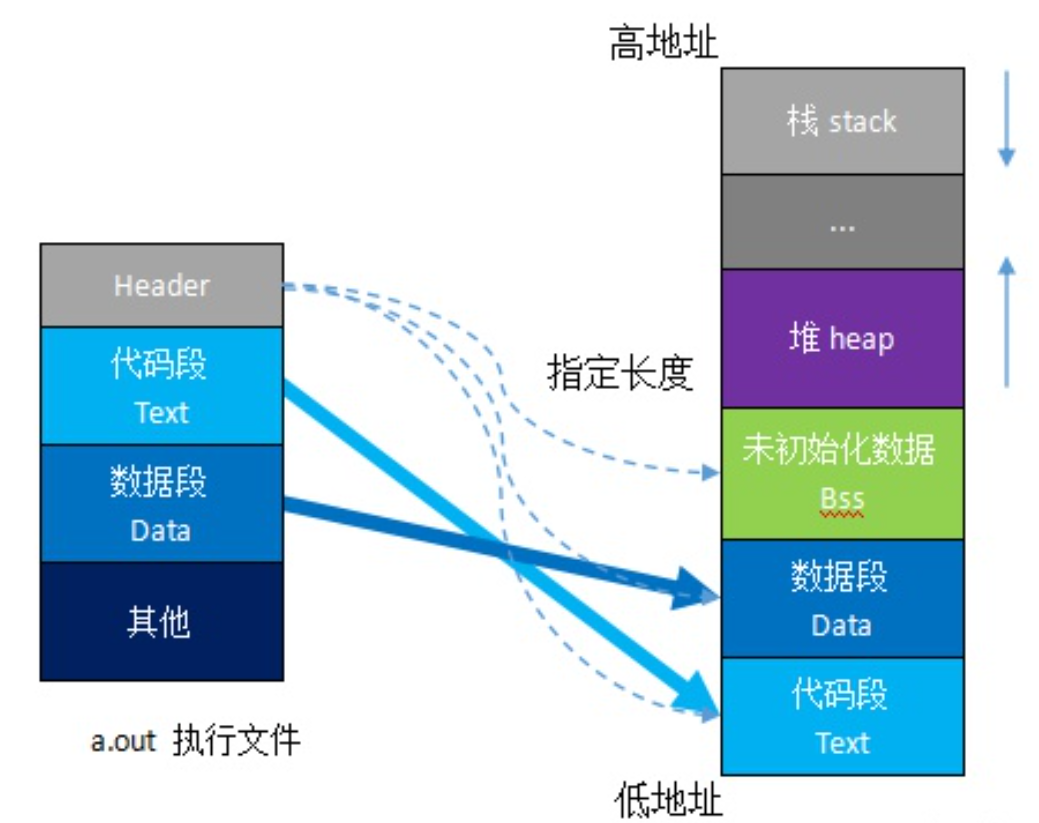 高地址
栈 stack
...
堆 heap
未初始化数据
Bss
数据段
Data
代码段
Text
低地址
指定长度
Header
代码段
Text
数据段
Data
其他
a.out 执行文件